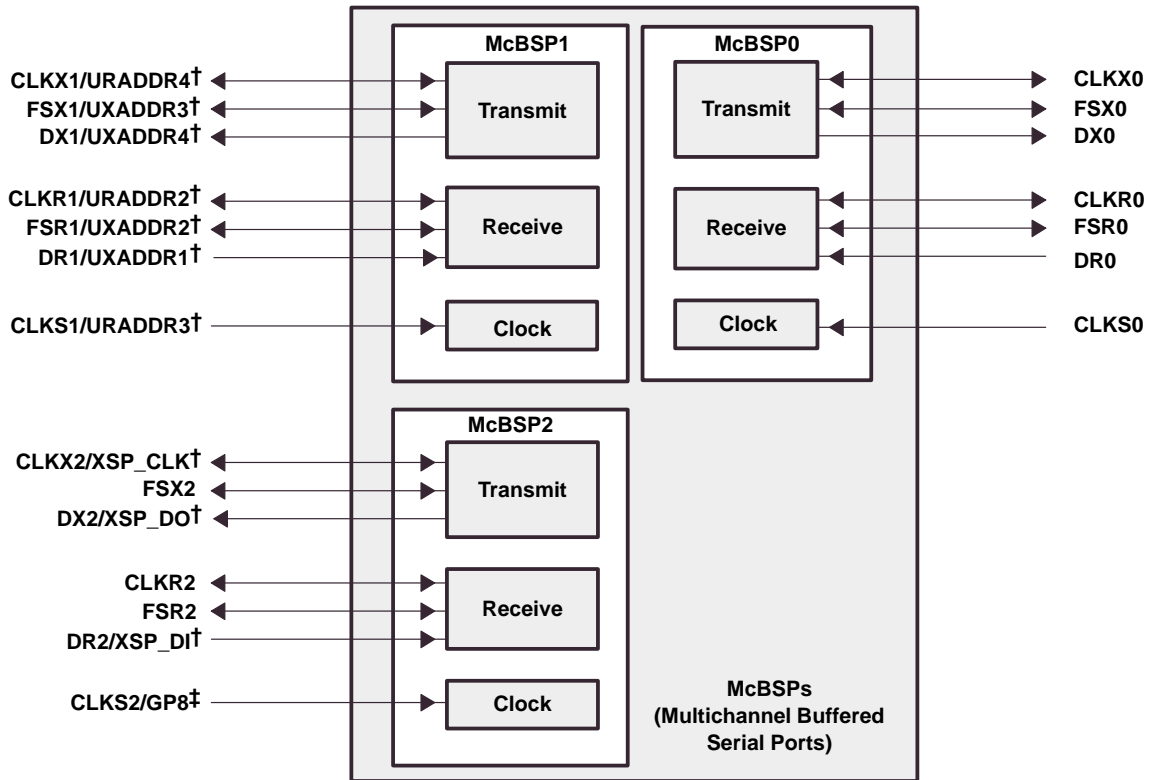 McBSP1
CLKX1/URADDR4†
FSX1/UXADDR3†
DX1/UXADDR4†
Transmit
CLKR1/URADDR2†
FSR1/UXADDR2†
DR1/UXADDR1†
Receive
CLKS1/URADDR3†
Clock
McBSP0
Transmit
CLKX0
FSX0
DX0
Receive
CLKR0
FSR0
DR0
Clock
CLKS0
McBSP2
CLKX2/XSP_CLK†
FSX2
DX2/XSP_DO†
Transmit
CLKR2
FSR2
DR2/XSP_DI†
Receive
CLKS2/GP8‡
Clock
McBSPs
(Multichannel Buffered
Serial Ports)